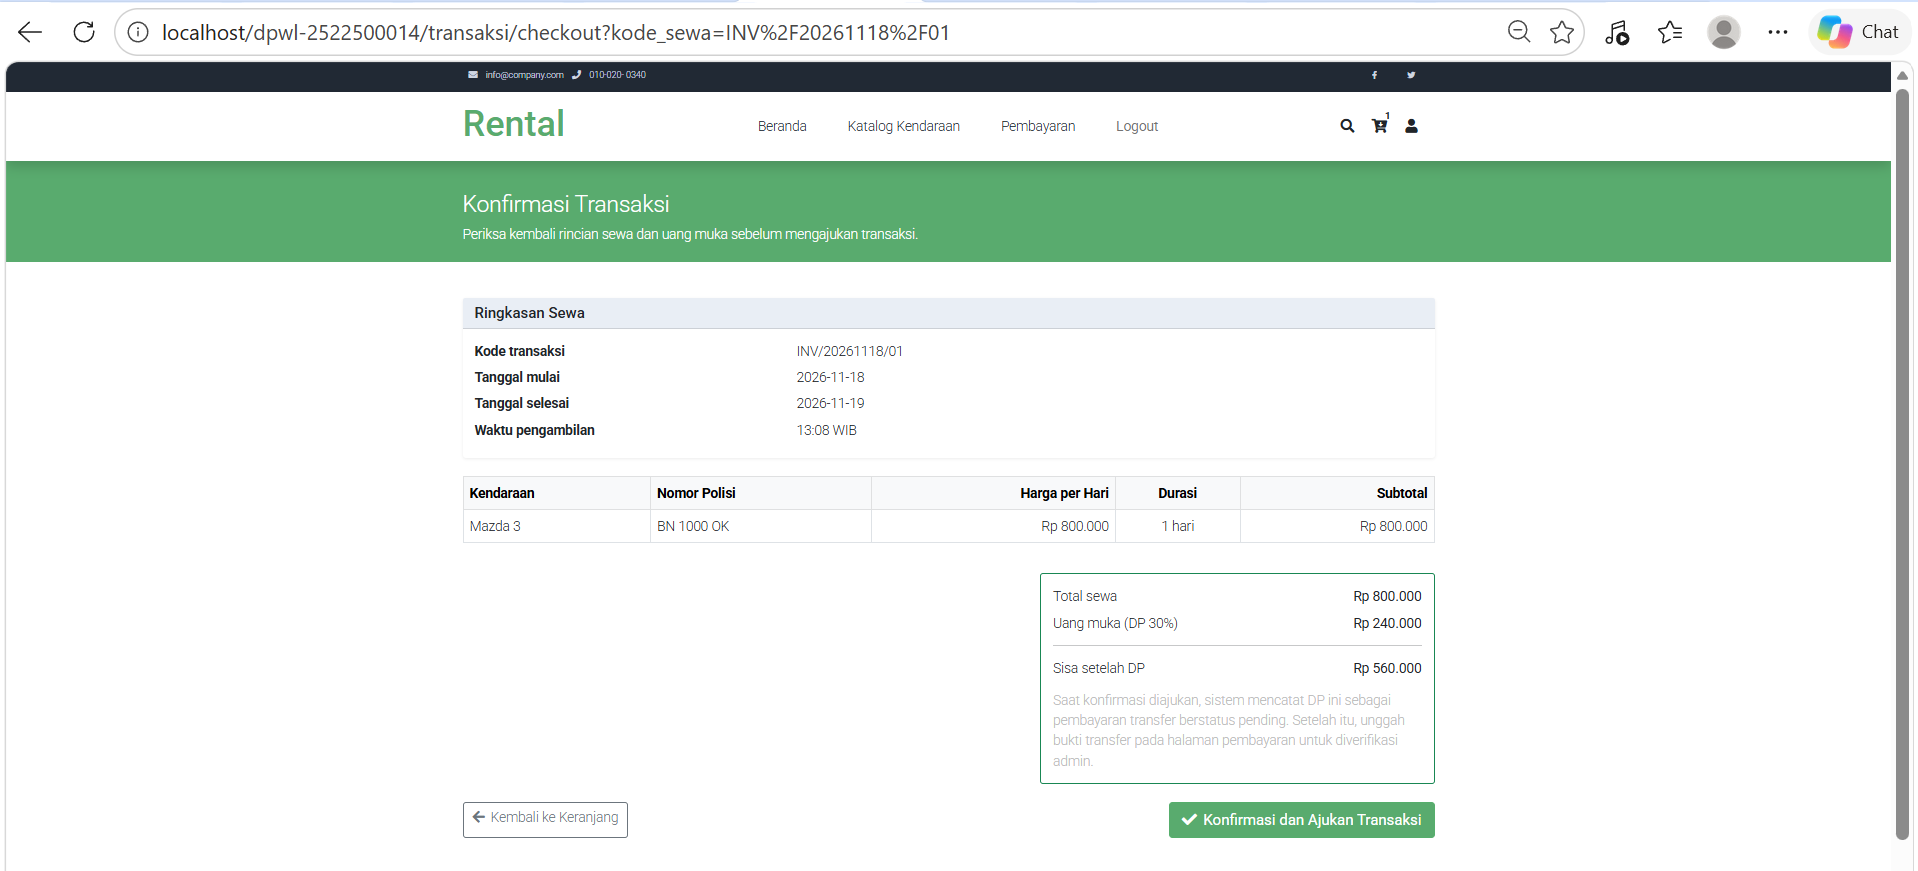 localhost/dpwl-2522500014/transaksi/checkout?kode_sewa=INV%2F20261118%2F01
Chat
info@company.com 010-020- 0340
Rental
Beranda Katalog Kendaraan Pembayaran Logout
1
Konfirmasi Transaksi
Periksa kembali rincian sewa dan uang muka sebelum mengajukan transaksi.
Ringkasan Sewa
Kode transaksi INV/20261118/01
Tanggal mulai 2026-11-18
Tanggal selesai 2026-11-19
Waktu pengambilan 13:08 WIB
Kendaraan Nomor Polisi Harga per Hari Durasi Subtotal
Mazda 3 BN 1000 OK Rp 800.000 1 hari Rp 800.000
Total sewa Rp 800.000
Uang muka (DP 30%) Rp 240.000
Sisa setelah DP Rp 560.000
Saat konfirmasi diajukan, sistem mencatat DP ini sebagai
pembayaran transfer berstatus pending. Setelah itu, unggah
bukti transfer pada halaman pembayaran untuk diverifikasi
admin.
Kembali ke Keranjang
Konfirmasi dan Ajukan Transaksi